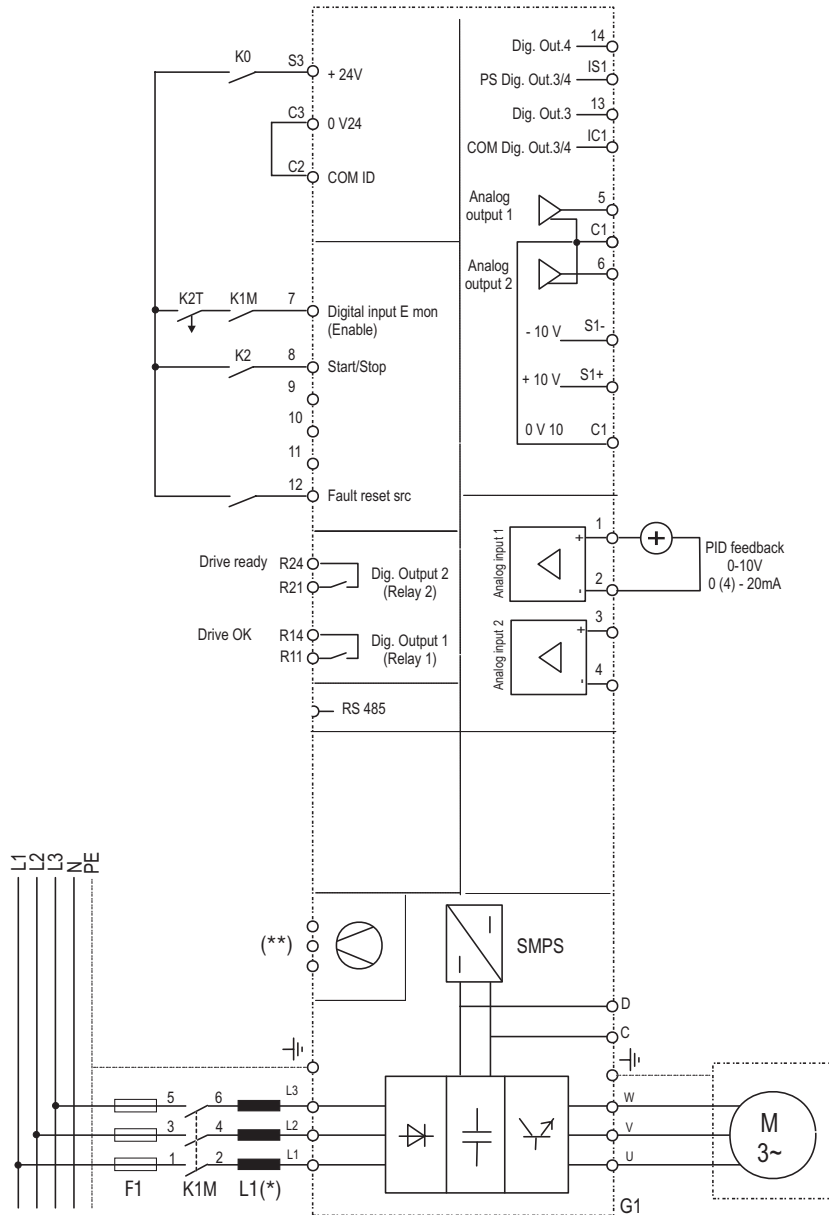 K0
S3
+ 24V
C3
0 V24
C2
COM ID
K2T
K1M
7
Digital input E mon
(Enable)
K2
8
Start/Stop
9
10
11
12
Fault reset src
Drive ready
R24
R21
Dig. Output 2
(Relay 2)
Drive OK
R14
R11
Dig. Output 1
(Relay 1)
RS 485
Dig. Out.4
14
PS Dig. Out.3/4
IS1
Dig. Out.3
13
COM Dig. Out.3/4
IC1
Analog
output 1
5
C1
Analog
output 2
6
- 10 V
S1-
+ 10 V
S1+
0 V 10
C1
Analog input 1
+
-
1
2
+
PID feedback
0-10V
0 (4) - 20mA
Analog input 2
+
-
3
4
L1
L2
L3
N
PE
(**)
SMPS
D
C
5
6
L3
3
4
L2
1
2
L1
F1
K1M
L1(*)
W
V
U
M
3~
G1